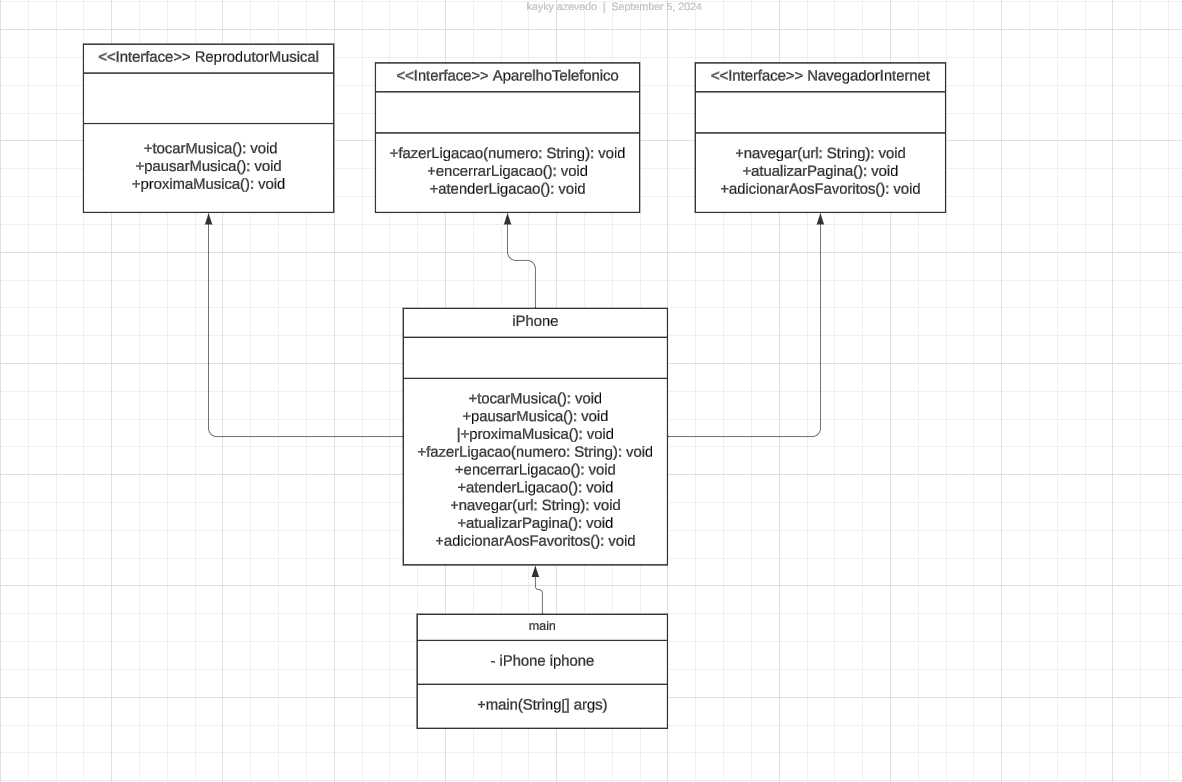 kayky azevedo | September 5, 2024
<<Interface>> ReprodutorMusical
+tocarMusica(): void
+pausarMusica(): void
+proximaMusica(): void
<<Interface>> AparelhoTelefonico
+fazerLigacao(numero: String): void
+encerrarLigacao(): void
+atenderLigacao(): void
<<Interface>> NavegadorInternet
+navegar(url: String): void
+atualizarPagina(): void
+adicionarAosFavoritos(): void
iPhone
+tocarMusica(): void
+pausarMusica(): void
|+proximaMusica(): void
+fazerLigacao(numero: String): void
+encerrarLigacao(): void
+atenderLigacao(): void
+navegar(url: String): void
+atualizarPagina(): void
+adicionarAosFavoritos(): void
main
- iPhone iphone
+main(String[] args)